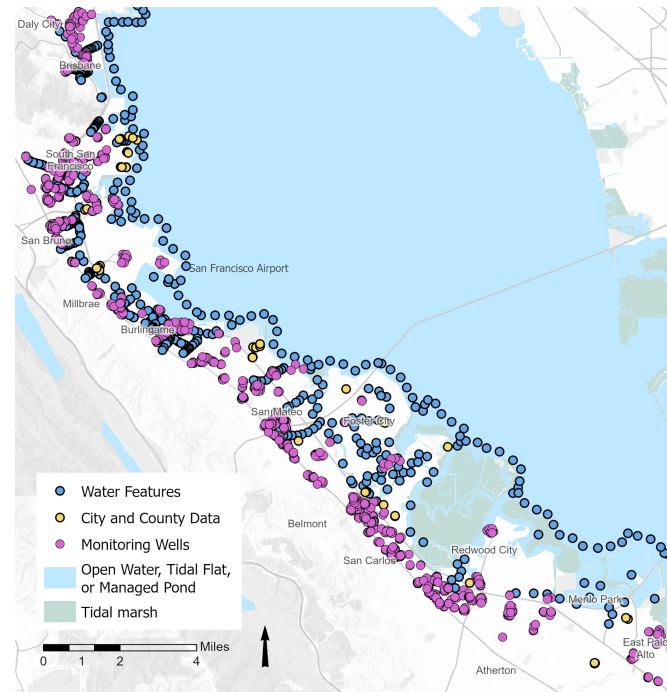 Daly City
Brisbane
South San
Francisco
San Bruno
San Francisco Airport
Millbrae
Burlingame
San Mateo
Foster City
Belmont
San Carlos
Redwood City
Menlo Park
East Palo
Alto
Atherton
Water Features
City and County Data
Monitoring Wells
Open Water, Tidal Flat,
or Managed Pond
Tidal marsh
Miles
0 1 2 4